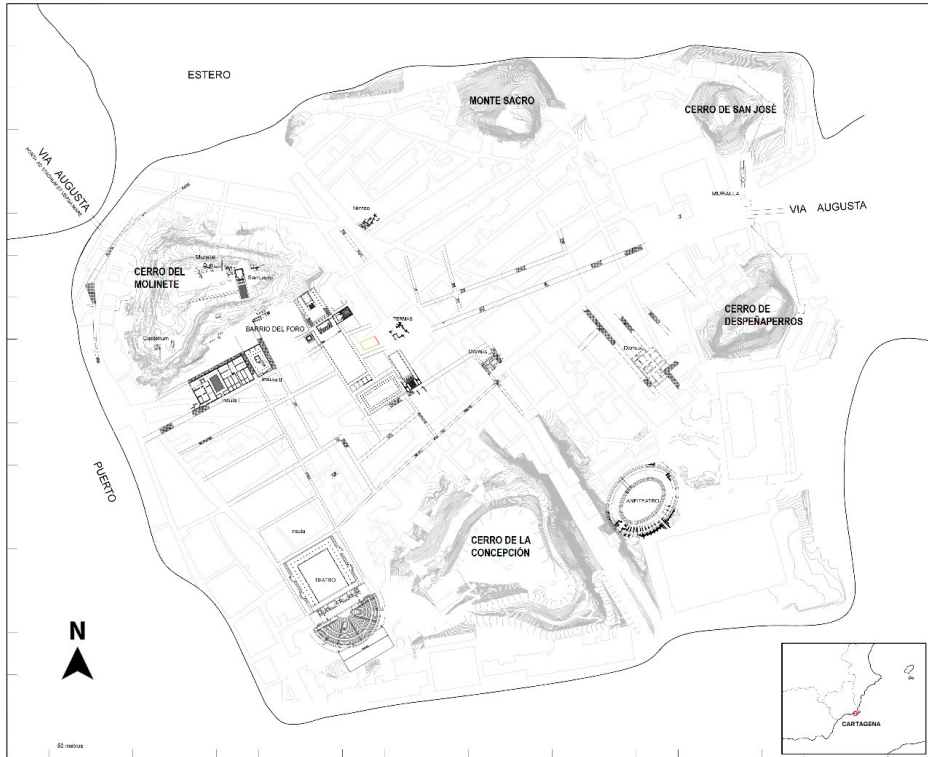 ESTERO
MONTE SACRO
CERRO DE SAN JOSÉ
VIA AUGUSTA
MURALLA
VIA AUGUSTA
Ninfeo
CERRO DEL
MOLINETE
Muralla
Santuario
CERRO DE
DESPEÑAPERROS
BARRIO DEL FORO
TERMAS
Castellum
Domus
Domus
Insula II
Insula I
PUERTO
ANFITEATRO
Insula
CERRO DE LA
CONCEPCIÓN
TEATRO
N
CARTAGENA
50 metros